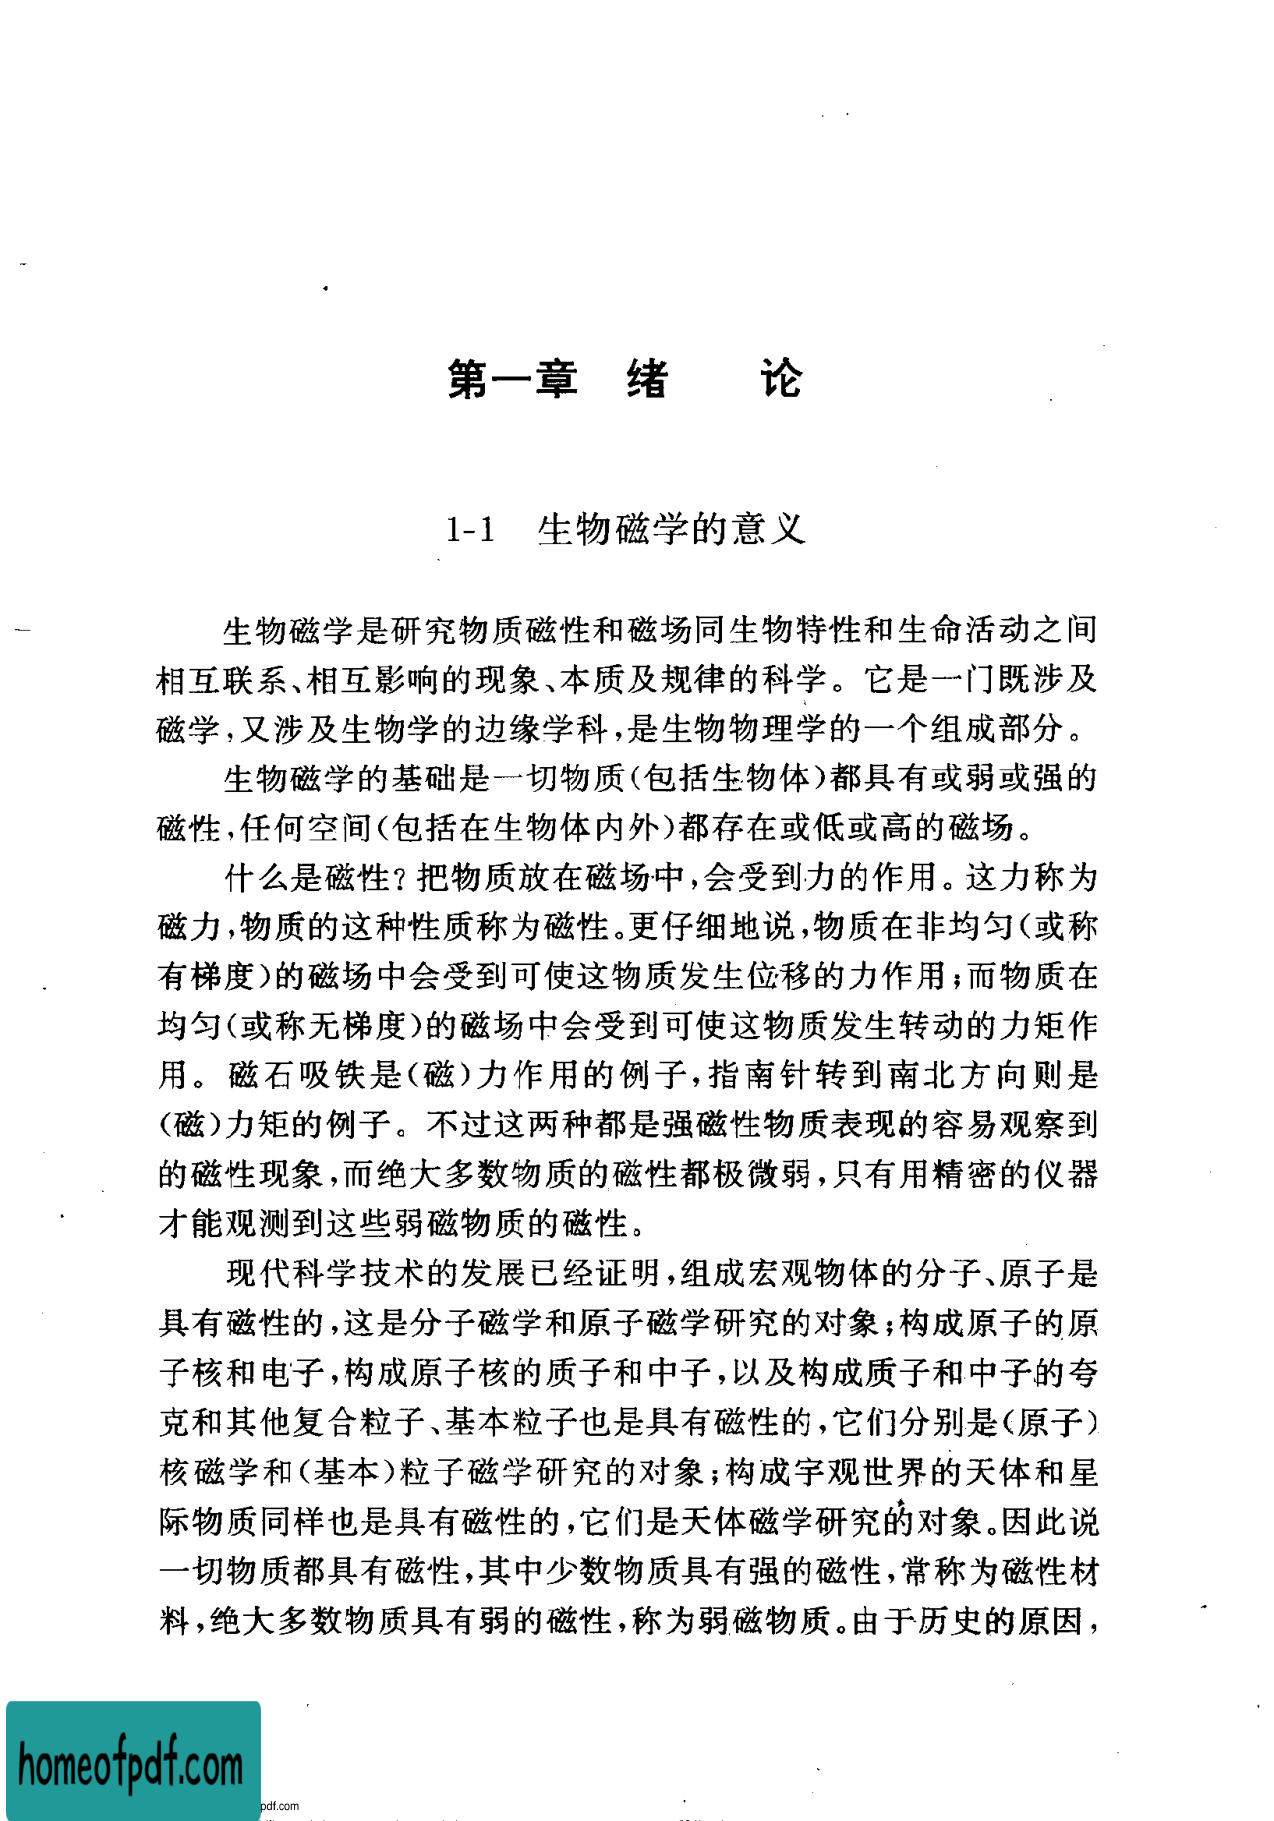 第一章 绪 论
1-1 生物磁学的意义
生物磁学是研究物质磁性和磁场同生物特性和生命活动之间
相互联系、相互影响的现象、本质及规律的科学。它是一门既涉及
磁学,又涉及生物学的边缘学科,是生物物理学的一个组成部分。
生物磁学的基础是一切物质(包括生物体)都具有或弱或强的
磁性,任何空间(包括在生物体内外)都存在或低或高的磁场。
什么是磁性?把物质放在磁场中,会受到力的作用。这力称为
磁力,物质的这种性质称为磁性。更仔细地说,物质在非均匀(或称
有梯度)的磁场中会受到可使这物质发生位移的力作用;而物质在
均匀(或称无梯度)的磁场中会受到可使这物质发生转动的力矩作
用。磁石吸铁是(磁)力作用的例子,指南针转到南北方向则是
(磁)力矩的例子。不过这两种都是强磁性物质表现的容易观察到
的磁性现象,而绝大多数物质的磁性都极微弱,只有用精密的仪器
才能观测到这些弱磁物质的磁性。
现代科学技术的发展已经证明,组成宏观物体的分子、原子是
具有磁性的,这是分子磁学和原子磁学研究的对象;构成原子的原
子核和电子,构成原子核的质子和中子,以及构成质子和中子的夸
克和其他复合粒子、基本粒子也是具有磁性的,它们分别是(原子)
核磁学和(基本)粒子磁学研究的对象;构成宇观世界的天体和星
际物质同样也是具有磁性的,它们是天体磁学研究的对象。因此说
一切物质都具有磁性,其中少数物质具有强的磁性,常称为磁性材
料,绝大多数物质具有弱的磁性,称为弱磁物质。由于历史的原因,
homeofpdf.com
pdf.com